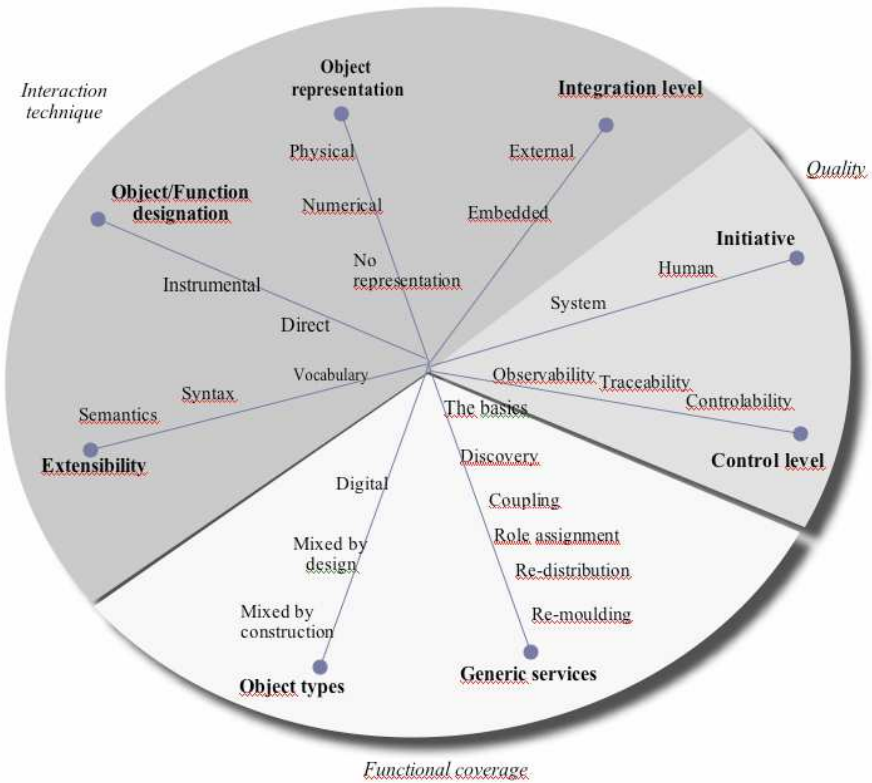 Interaction
technique
Object
representation
Physical
Numerical
No
representation
Integration level
External
Embedded
Object/Function
designation
Instrumental
Direct
Vocabulary
Syntax
Semantics
Extensibility
Quality
Initiative
Human
System
Observability
Traceability
Controlability
Control level
The basics
Discovery
Coupling
Role assignment
Re-distribution
Re-moulding
Generic services
Digital
Mixed by
design
Mixed by
construction
Object types
Functional coverage